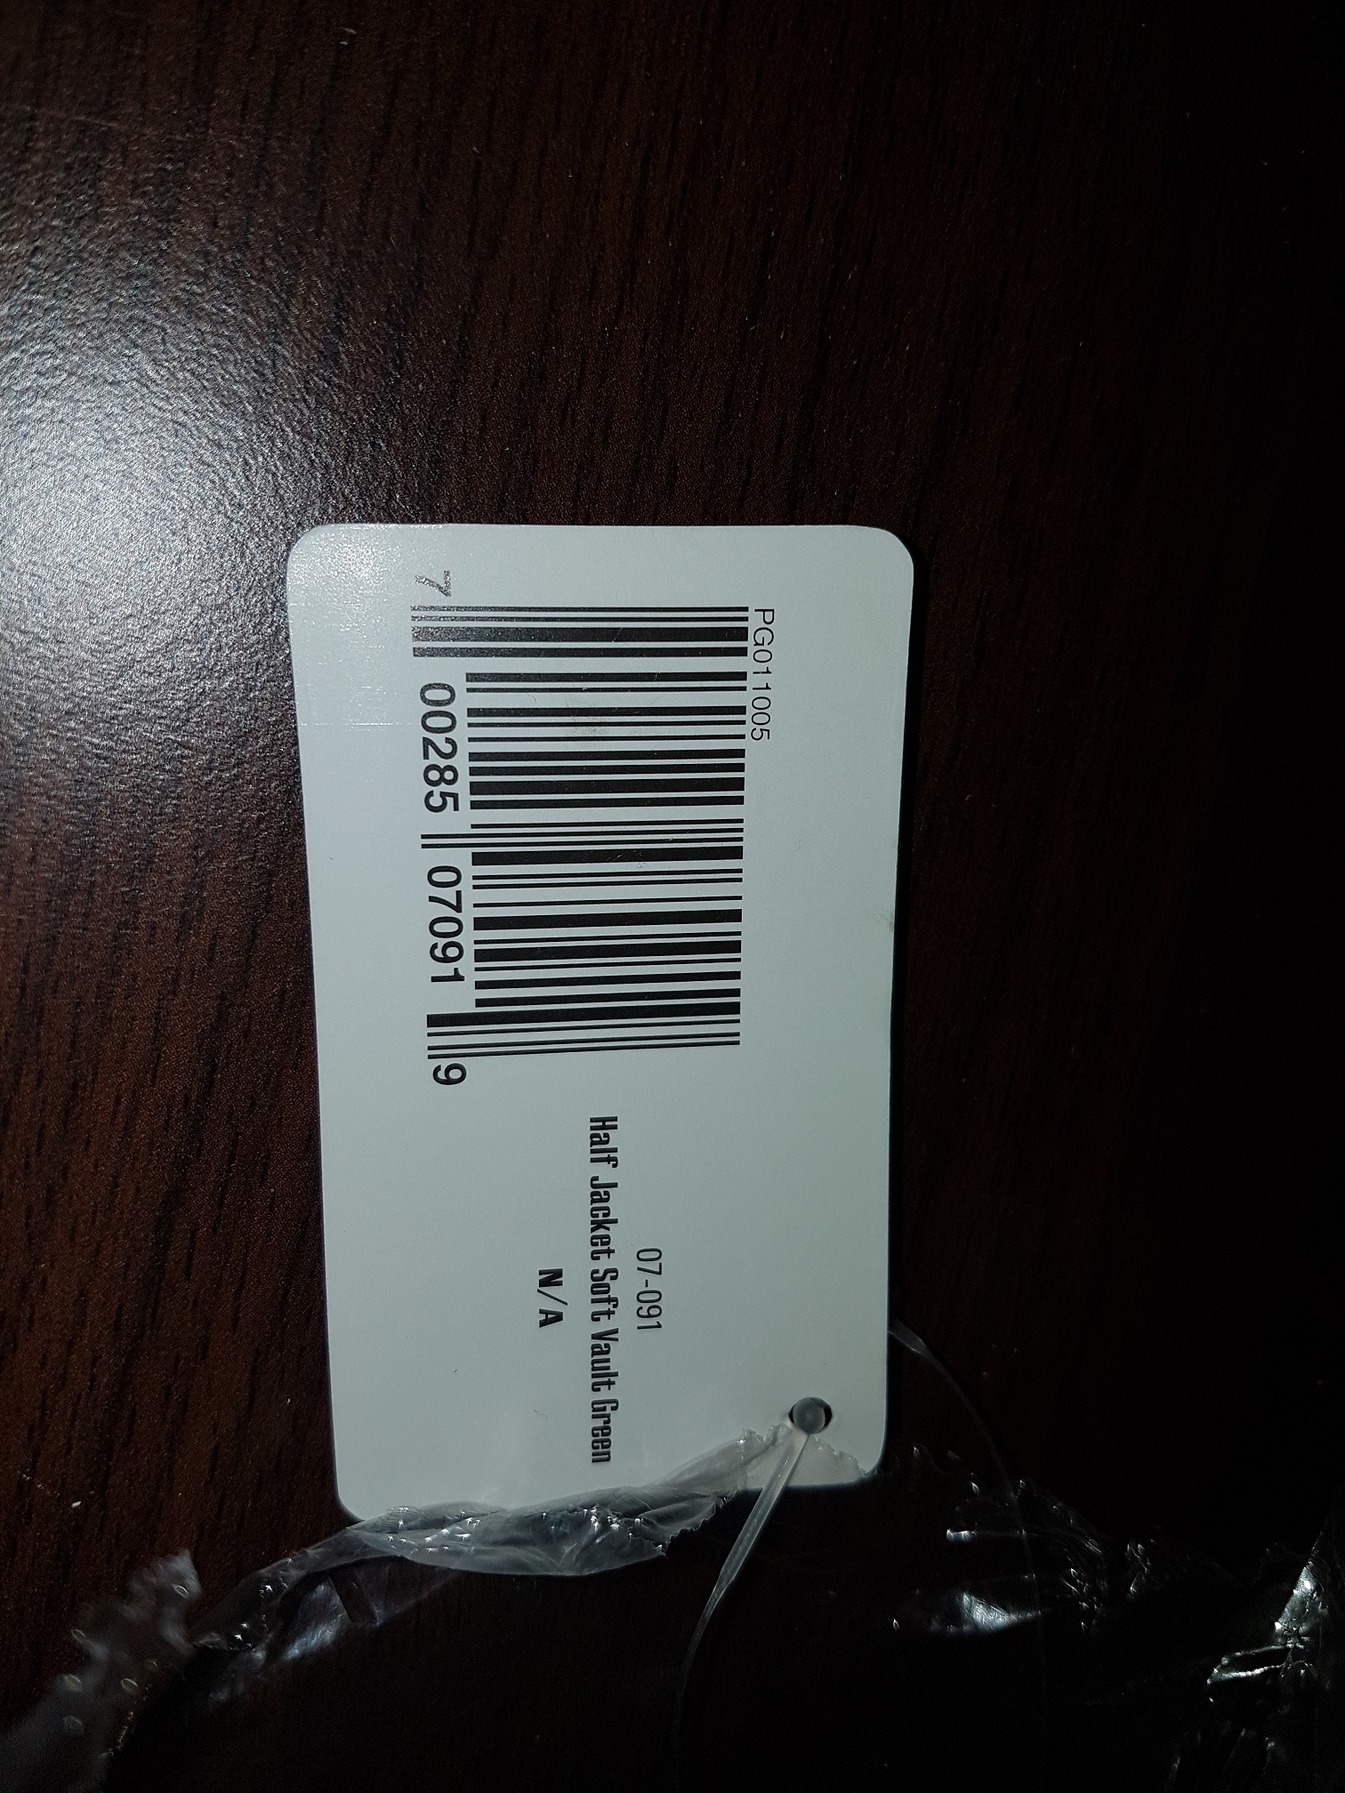 PG011005
7 00285 07091 9
07-091
Half Jacket Soft Vault Green
N/A